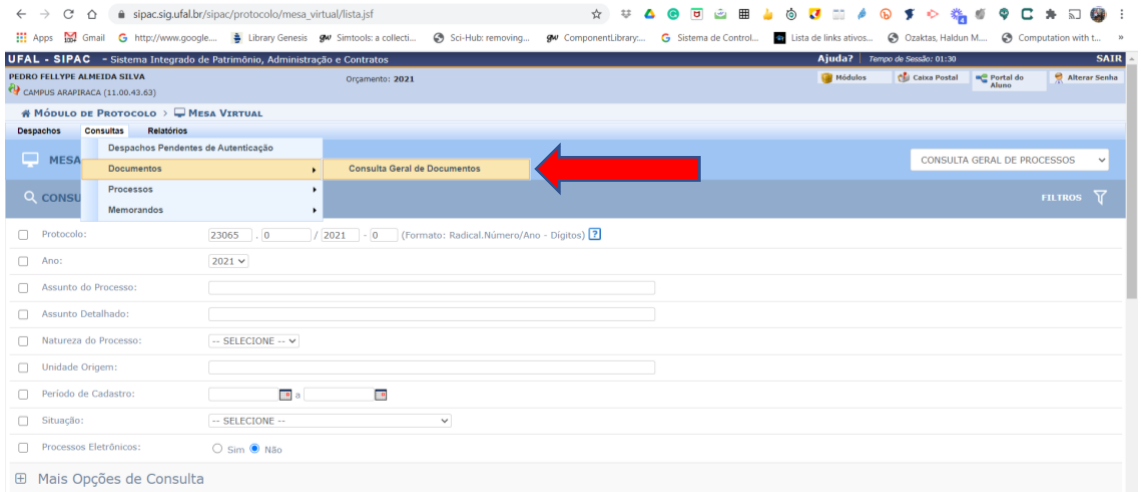 sipac.sig.ufal.br/sipac/protocolo/mesa_virtual/lista.jsf
Apps Gmail http://www.google.... Library Genesis Simtools: a collecti... Sci-Hub: removing... ComponentLibrary:... Sistema de Control... Lista de links ativos... Ozaktas, Haldun M.... Computation with t... »
UFAL - SIPAC - Sistema Integrado de Patrimônio, Administração e Contratos Ajuda? Tempo de Sessão: 01:30 SAIR
PEDRO FELLYPE ALMEIDA SILVA Orçamento: 2021 Módulos Caixa Postal Portal do Aluno Alterar Senha
CAMPUS ARAPIRACA (11.00.43.63)
MÓDULO DE PROTOCOLO > MESA VIRTUAL
Despachos Consultas Relatórios
Despachos Pendentes de Autenticação
MESA CONSULTA GERAL DE PROCESSOS
Documentos Consulta Geral de Documentos
Processos
CONSU FILTROS
Memorandos
Protocolo: 23065 . 0 / 2021 - 0 (Formato: Radical.Número/Ano - Dígitos) ?
Ano: 2021
Assunto do Processo:
Assunto Detalhado:
Natureza do Processo: -- SELECIONE --
Unidade Origem:
Período de Cadastro: a
Situação: -- SELECIONE --
Processos Eletrônicos: Sim Não
Mais Opções de Consulta